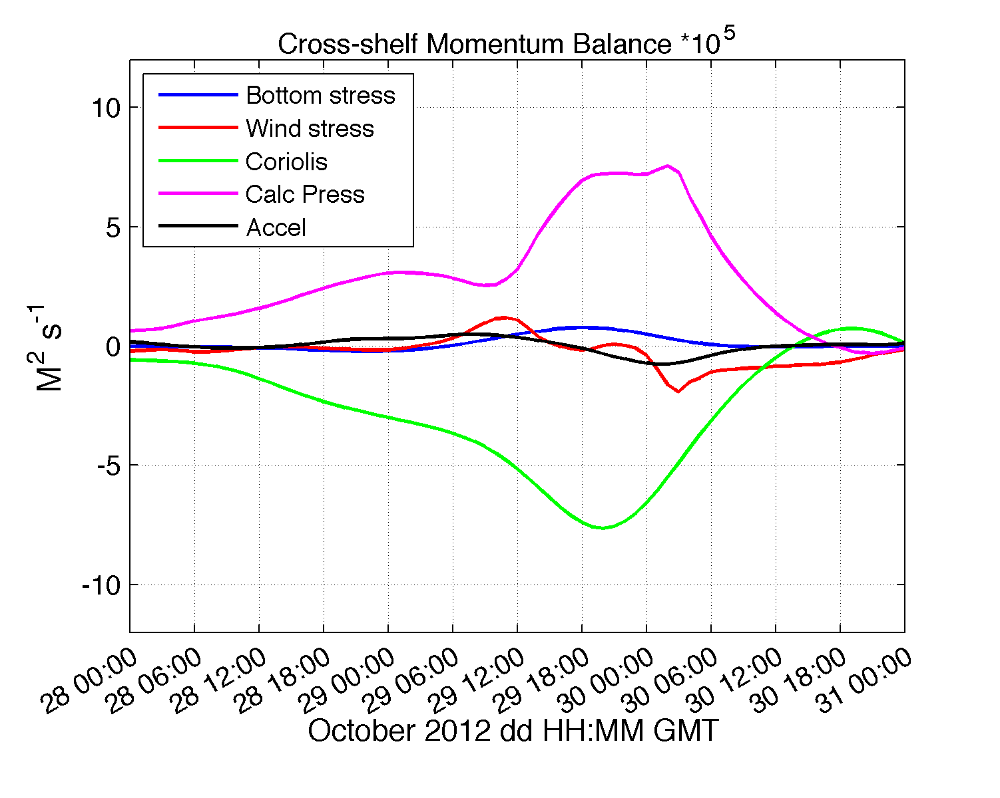 Cross-shelf Momentum Balance *10^5
Bottom stress
Wind stress
Coriolis
Calc Press
Accel
10
5
0
-5
-10
M^2 s^-1
28 00:00
28 06:00
28 12:00
28 18:00
29 00:00
29 06:00
29 12:00
29 18:00
30 00:00
30 06:00
30 12:00
30 18:00
31 00:00
October 2012 dd HH:MM GMT